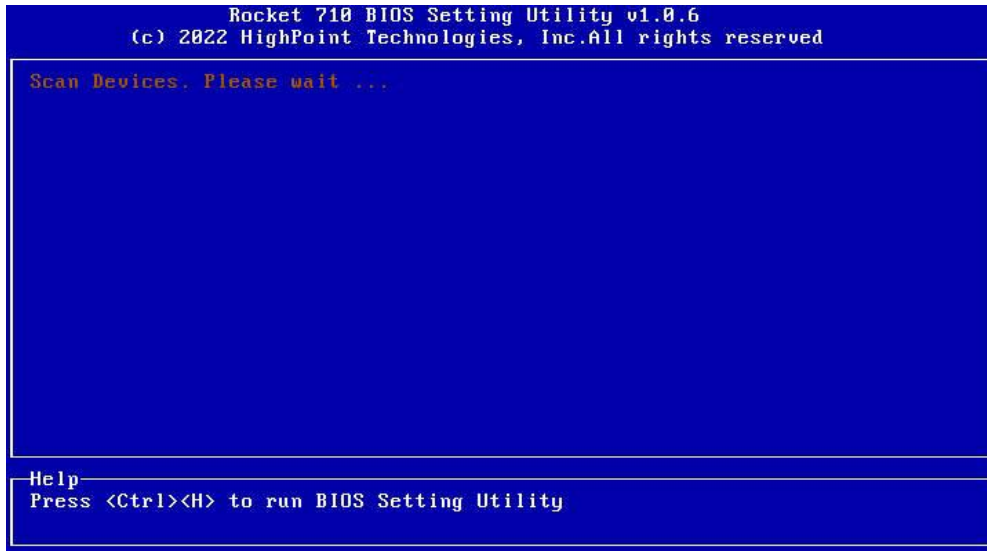 Rocket 710 BIOS Setting Utility v1.0.6
(c) 2022 HighPoint Technologies, Inc.All rights reserved
Scan Devices. Please wait ...
Help
Press <Ctrl><H> to run BIOS Setting Utility